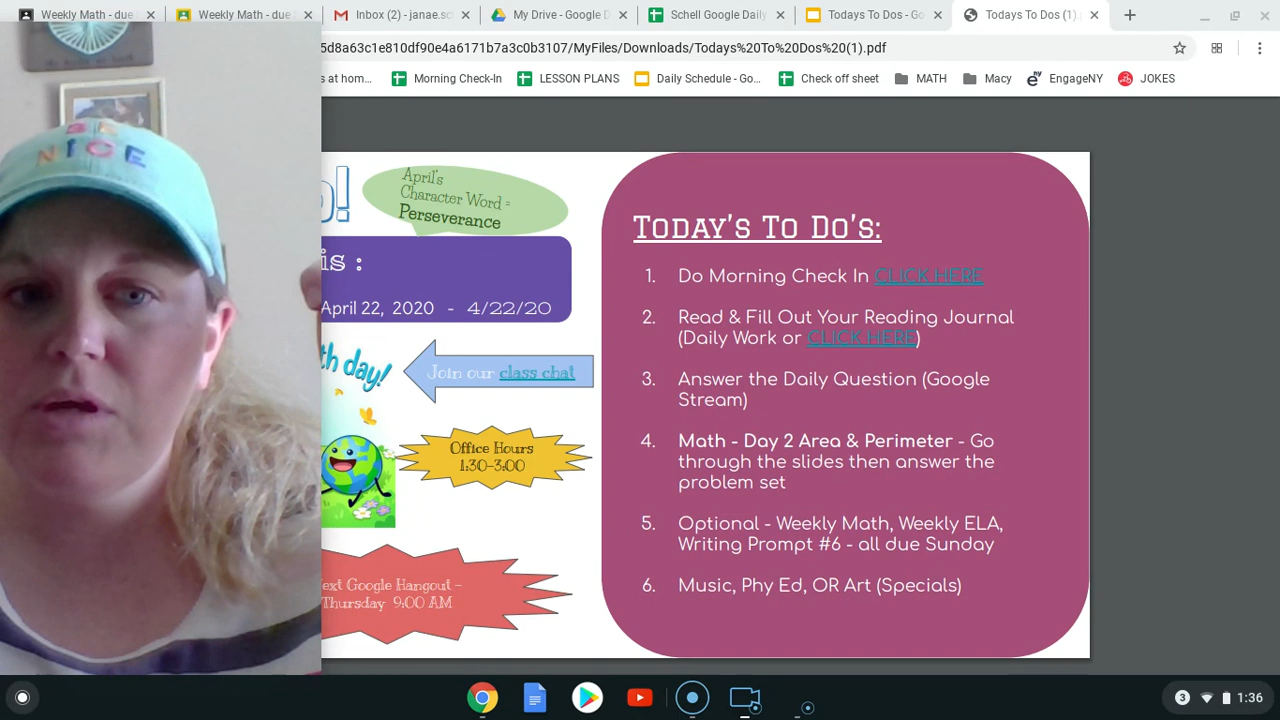 Weekly Math - due
Weekly Math - due
Inbox (2) - janae.sc
My Drive - Google D
Schell Google Dail
Todays To Dos - Go
Todays To Dos (1).p
5d8a63c1e810df90e4a6171b7a3c0b3107/MyFiles/Downloads/Todays%20To%20Dos%20(1).pdf
s at hom...
Morning Check-In
LESSON PLANS
Daily Schedule - Go...
Check off sheet
MATH
Macy
EngageNY
JOKES
BE
NICE
o!
April's
Character Word =
Perseverance
is :
April 22, 2020 - 4/22/20
th day!
Join our class chat
Office Hours
1:30-3:00
ext Google Hangout -
Thursday 9:00 AM
Today's To Do's:
1. Do Morning Check In CLICK HERE
2. Read & Fill Out Your Reading Journal
(Daily Work or CLICK HERE)
3. Answer the Daily Question (Google
Stream)
4. Math - Day 2 Area & Perimeter - Go
through the slides then answer the
problem set
5. Optional - Weekly Math, Weekly ELA,
Writing Prompt #6 - all due Sunday
6. Music, Phy Ed, OR Art (Specials)
3
1:36